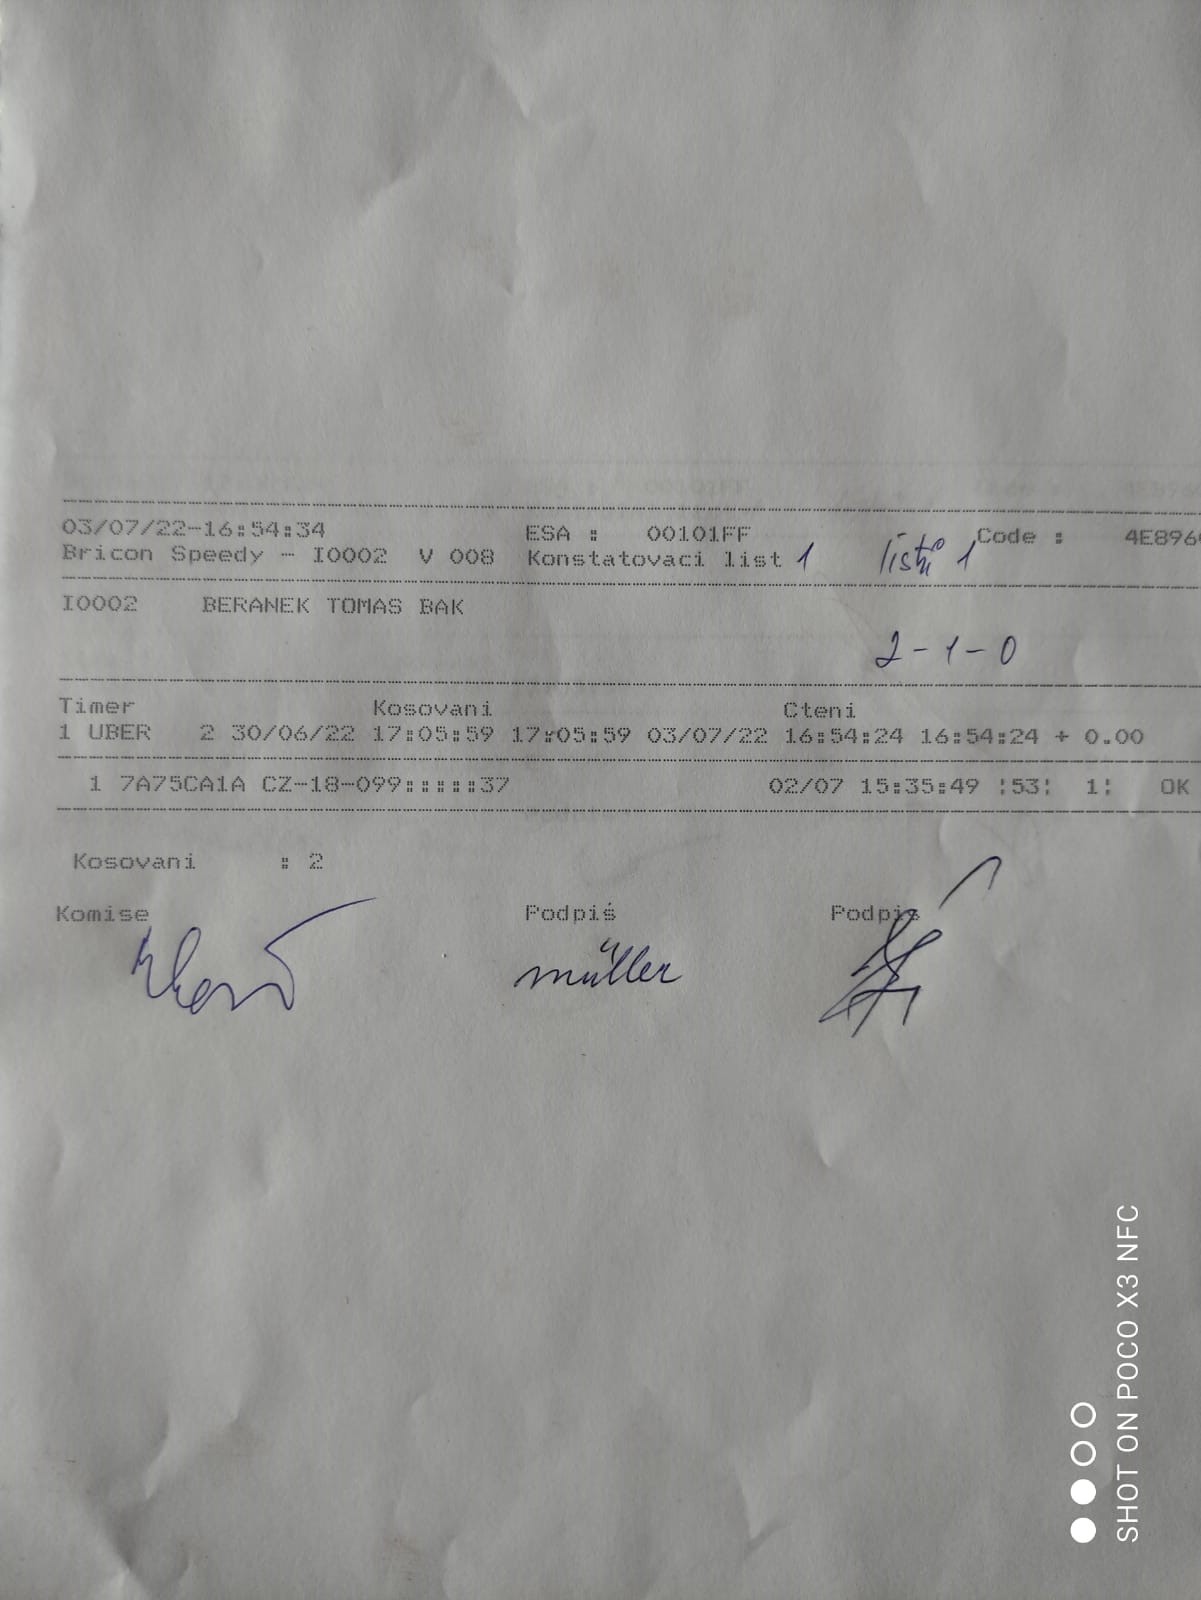 03/07/22-16:54:34 ESA : 00101FF Code : 4E896
Bricon Speedy - I0002 V 008 Konstatovaci list 1 listů 1
I0002 BERANEK TOMAS BAK
2-1-0
Timer Kosovani Cteni
1 UBER 2 30/06/22 17:05:59 17:05:59 03/07/22 16:54:24 16:54:24 + 0.00
1 7A75CA1A CZ-18-099:::::37 02/07 15:35:49 ¦53¦ 1¦ OK
Kosovani : 2
Komise Podpis Podpis
müller
SHOT ON POCO X3 NFC